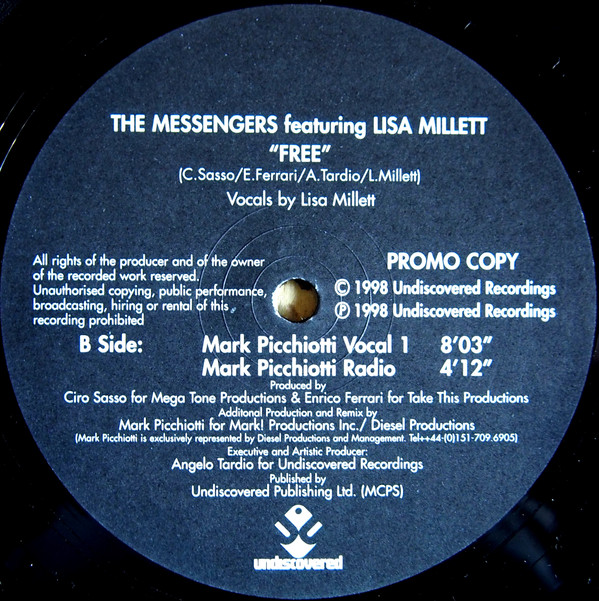 THE MESSENGERS featuring LISA MILLETT
"FREE"
(C.Sasso/E.Ferrari/A.Tardio/L.Millett)
Vocals by Lisa Millett
All rights of the producer and of the owner
of the recorded work reserved.
Unauthorised copying, public performance,
broadcasting, hiring or rental of this
recording prohibited
PROMO COPY
© 1998 Undiscovered Recordings
℗ 1998 Undiscovered Recordings
B Side: Mark Picchiotti Vocal 1 8'03"
Mark Picchiotti Radio 4'12"
Produced by
Ciro Sasso for Mega Tone Productions & Enrico Ferrari for Take This Productions
Additonal Production and Remix by
Mark Picchiotti for Mark! Productions Inc./ Diesel Productions
(Mark Picchiotti is exclusively represented by Diesel Productions and Management. Tel++44-(0)151-709.6905)
Executive and Artistic Producer:
Angelo Tardio for Undiscovered Recordings
Published by
Undiscovered Publishing Ltd. (MCPS)
undiscovered